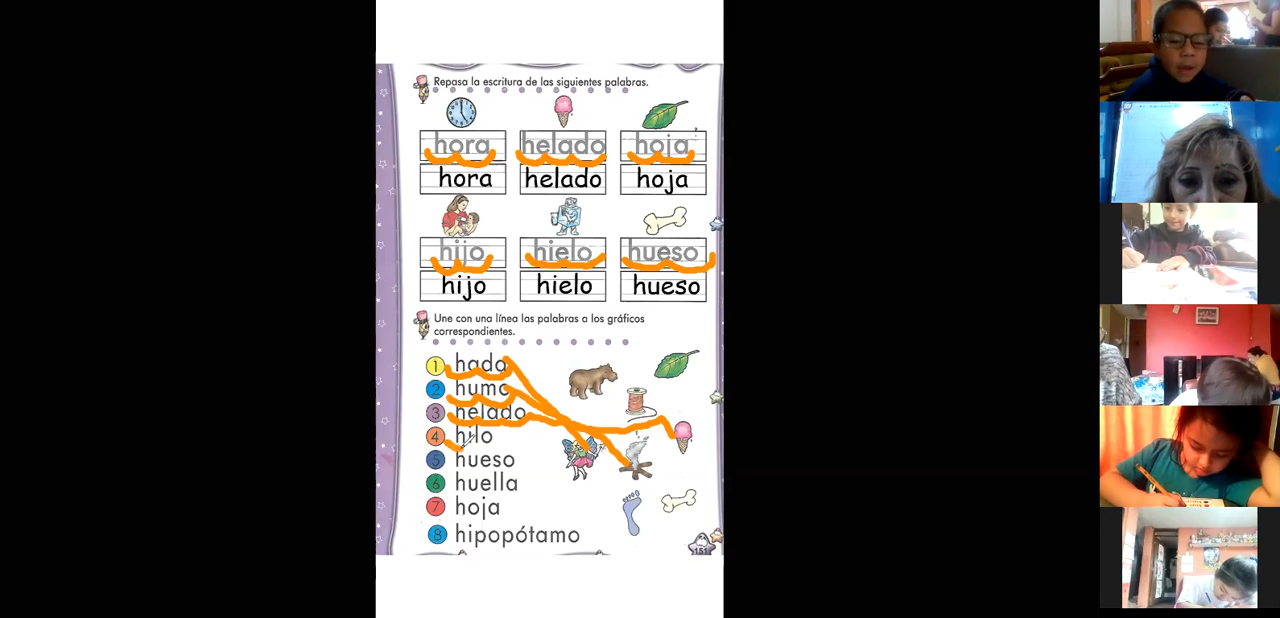 Repasa la escritura de las siguientes palabras.
hora helado hoja
hora helado hoja
hijo hielo hueso
hijo hielo hueso
Une con una línea las palabras a los gráficos
correspondientes.
1 hada
2 humo
3 helado
4 hilo
5 hueso
6 huella
7 hoja
8 hipopótamo
151